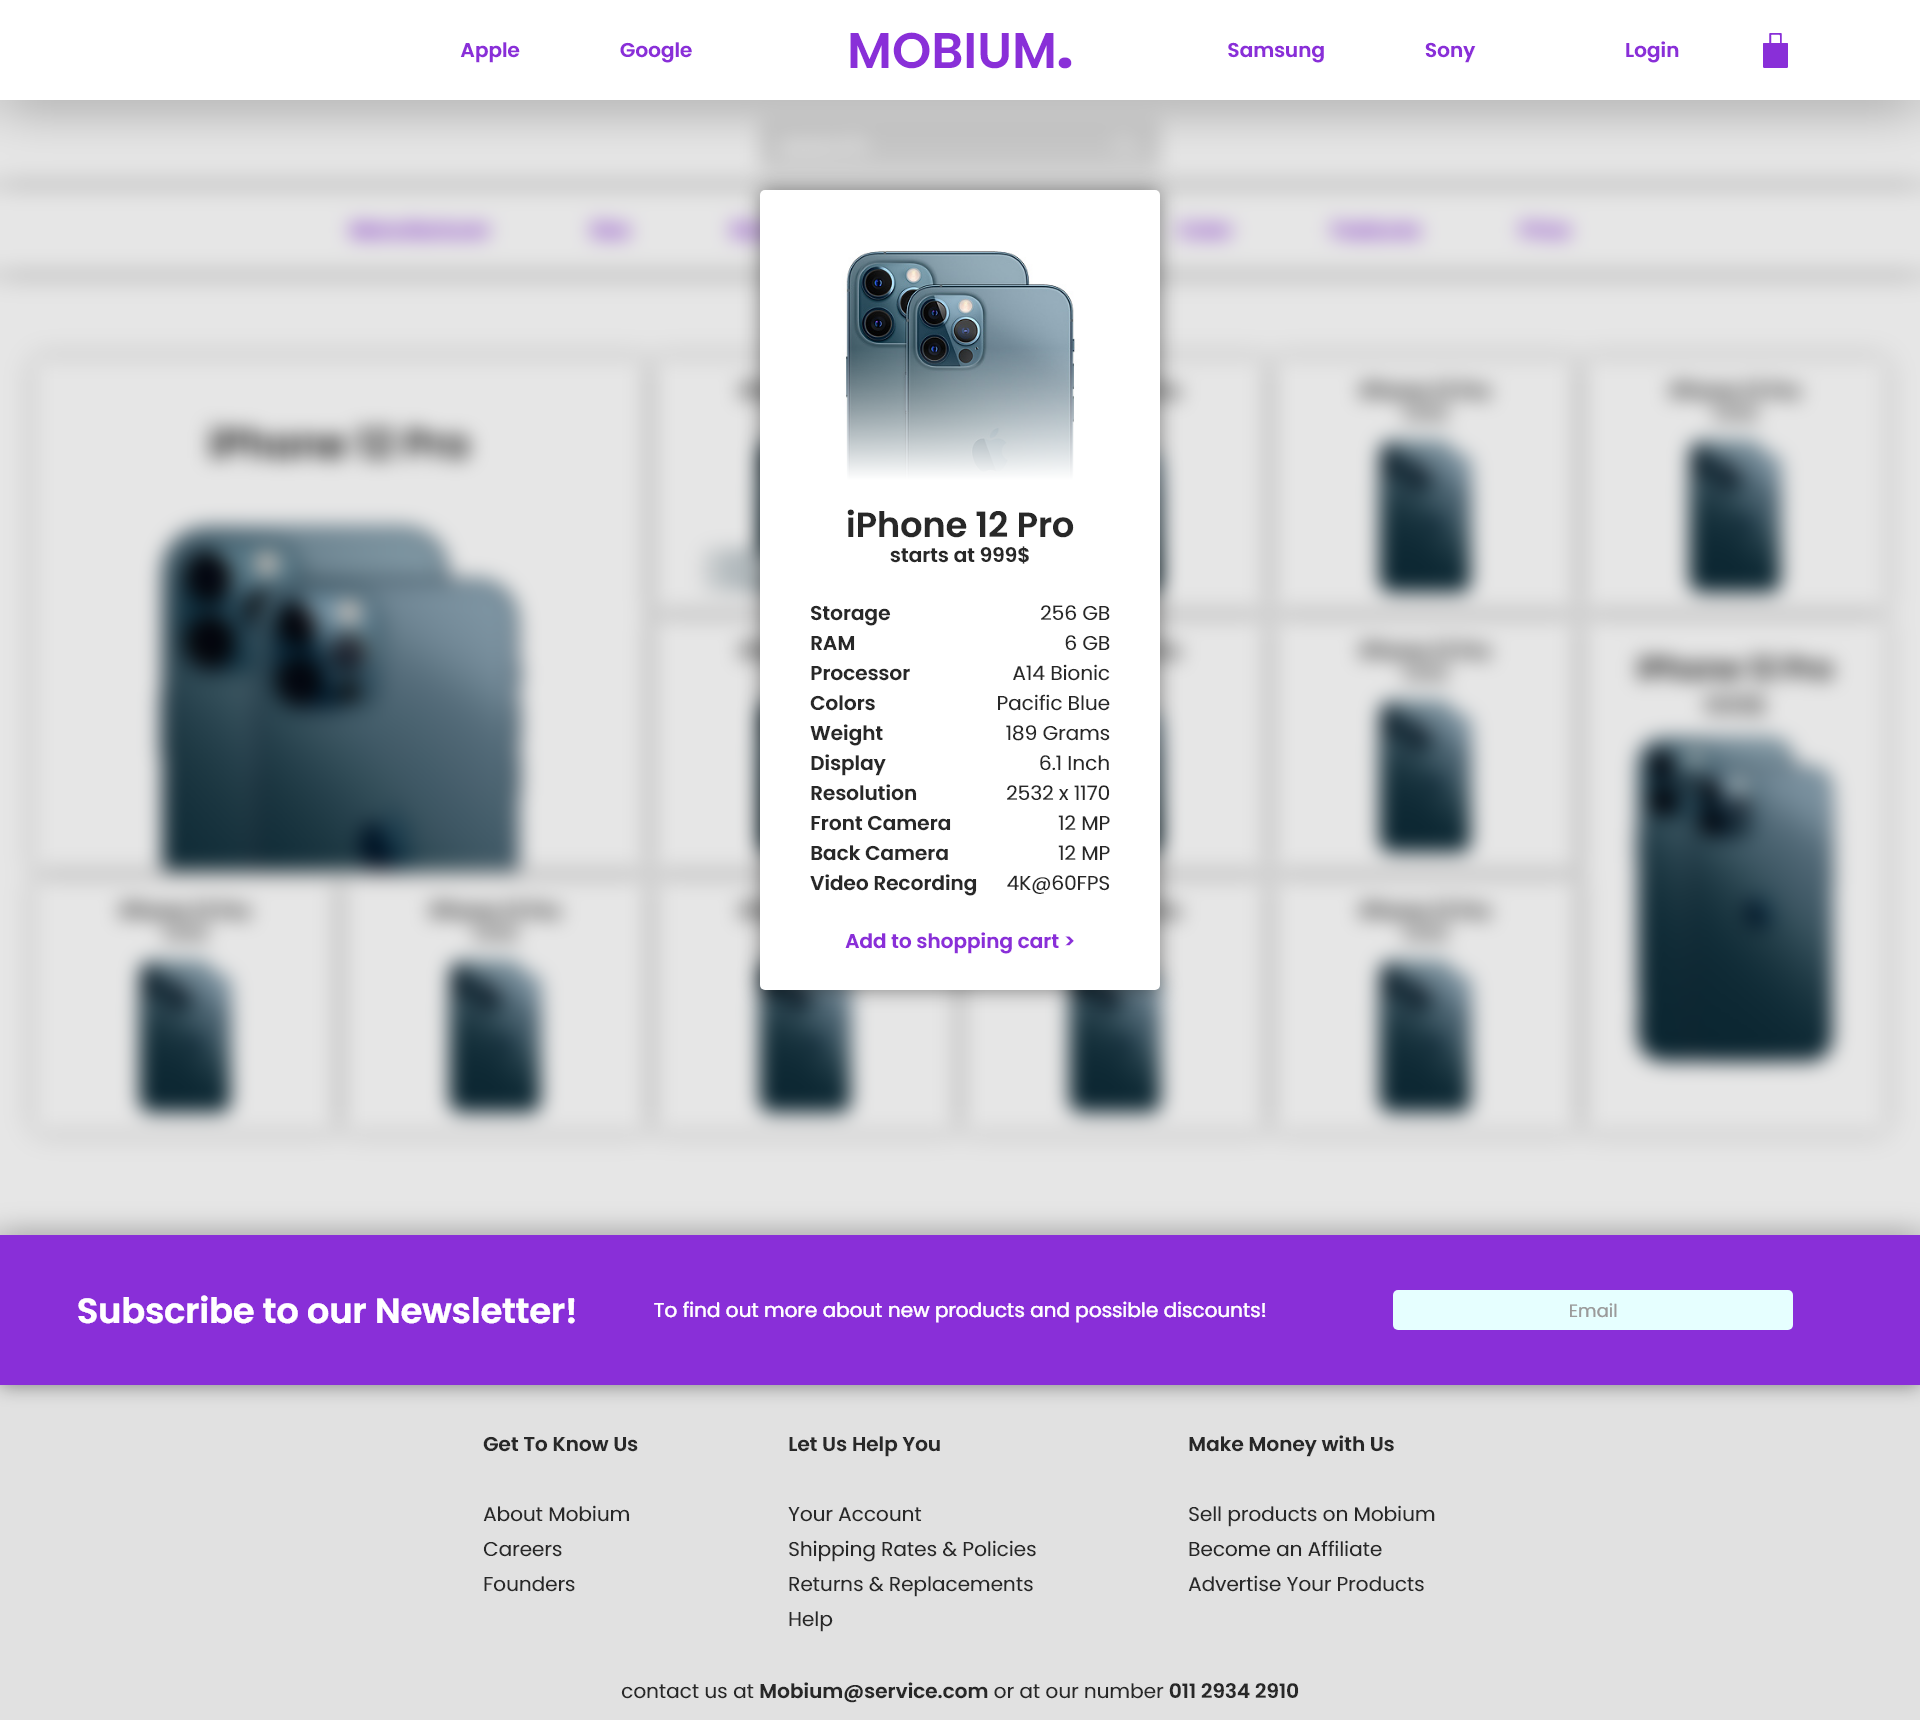 Apple Google MOBIUM. Samsung Sony Login
iPhone 12 Pro
iPhone 12 Pro
starts at 999$
Storage 256 GB
RAM 6 GB
Processor A14 Bionic
Colors Pacific Blue
Weight 189 Grams
Display 6.1 Inch
Resolution 2532 x 1170
Front Camera 12 MP
Back Camera 12 MP
Video Recording 4K@60FPS
Add to shopping cart >
Subscribe to our Newsletter! To find out more about new products and possible discounts! Email
Get To Know Us
About Mobium
Careers
Founders
Let Us Help You
Your Account
Shipping Rates & Policies
Returns & Replacements
Help
Make Money with Us
Sell products on Mobium
Become an Affiliate
Advertise Your Products
contact us at Mobium@service.com or at our number 011 2934 2910